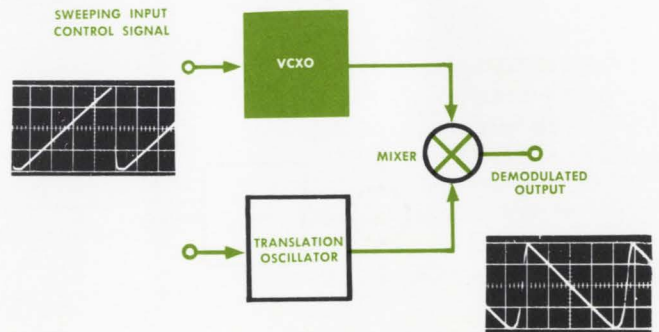 SWEEPING INPUT
CONTROL SIGNAL
VCXO
MIXER
DEMODULATED
OUTPUT
TRANSLATION
OSCILLATOR